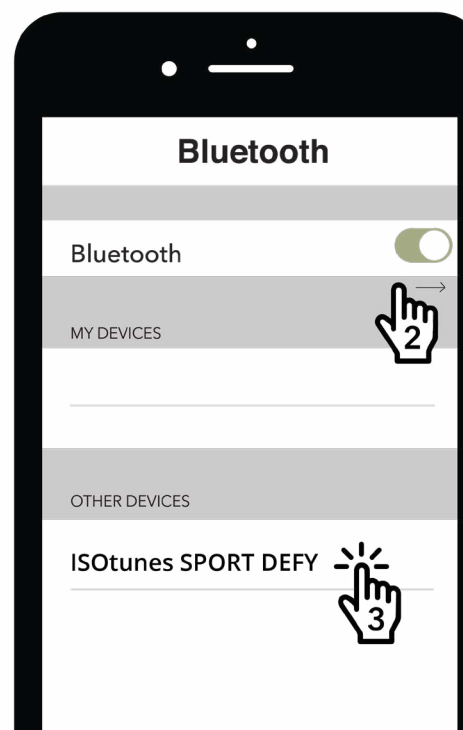 Bluetooth
Bluetooth
2
MY DEVICES
OTHER DEVICES
ISOtunes SPORT DEFY
3